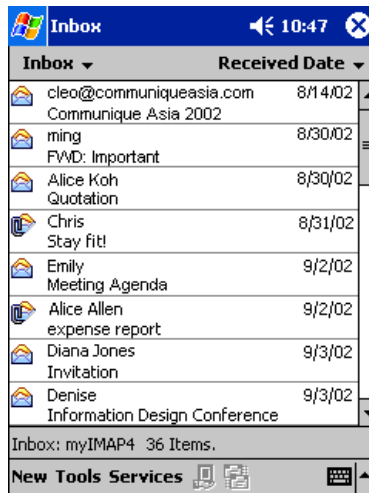 Inbox 10:47
Inbox Received Date
cleo@communiqueasia.com 8/14/02
Communique Asia 2002
ming 8/30/02
FWD: Important
Alice Koh 8/30/02
Quotation
Chris 8/31/02
Stay fit!
Emily 9/2/02
Meeting Agenda
Alice Allen 9/2/02
expense report
Diana Jones 9/3/02
Invitation
Denise 9/3/02
Information Design Conference
Inbox: myIMAP4 36 Items.
New Tools Services